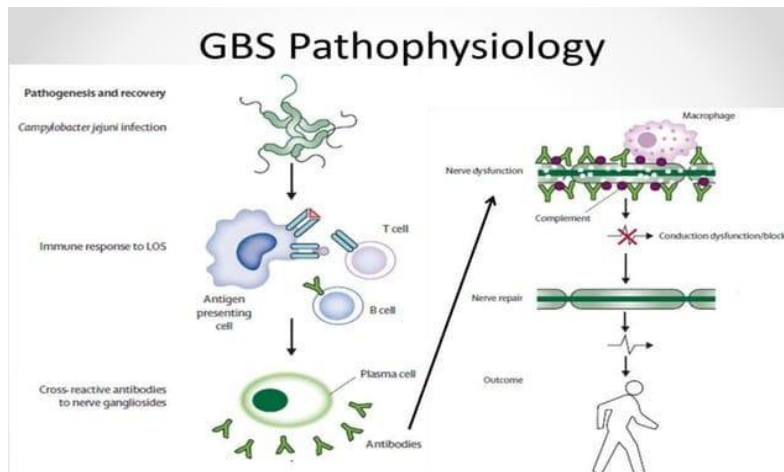 GBS Pathophysiology
Pathogenesis and recovery
Campylobacter jejuni infection
Immune response to LOS
T cell
Antigen
presenting
cell
B cell
Plasma cell
Cross-reactive antibodies
to nerve gangliosides
Antibodies
Macrophage
Nerve dysfunction
Complement
Conduction dysfunction/block
Nerve repair
Outcome